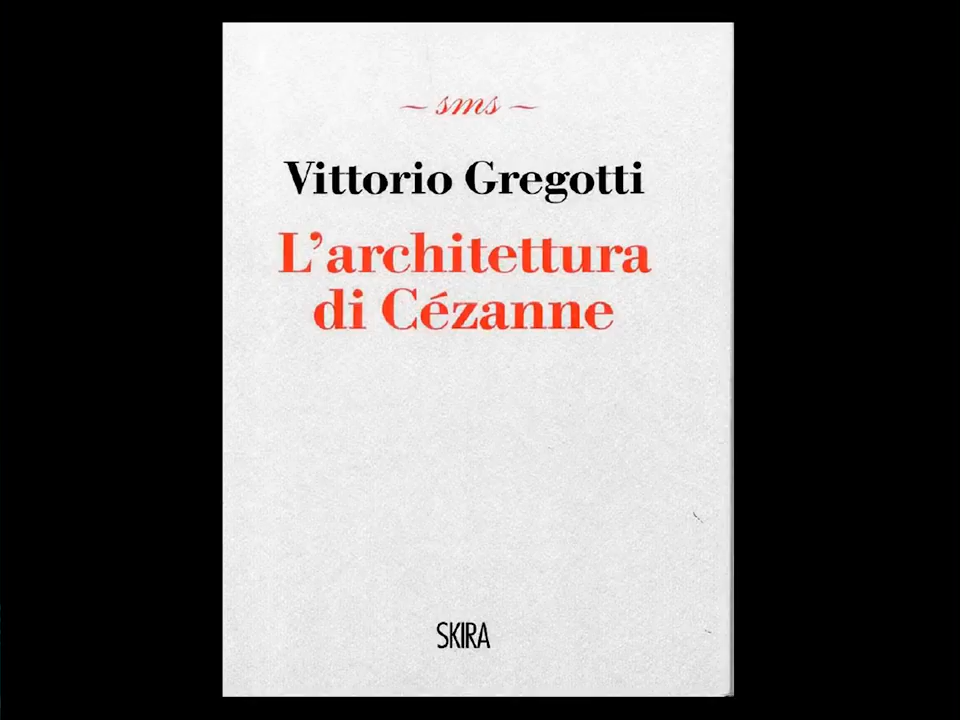 ~ sms ~
Vittorio Gregotti
L’architettura
di Cézanne
SKIRA